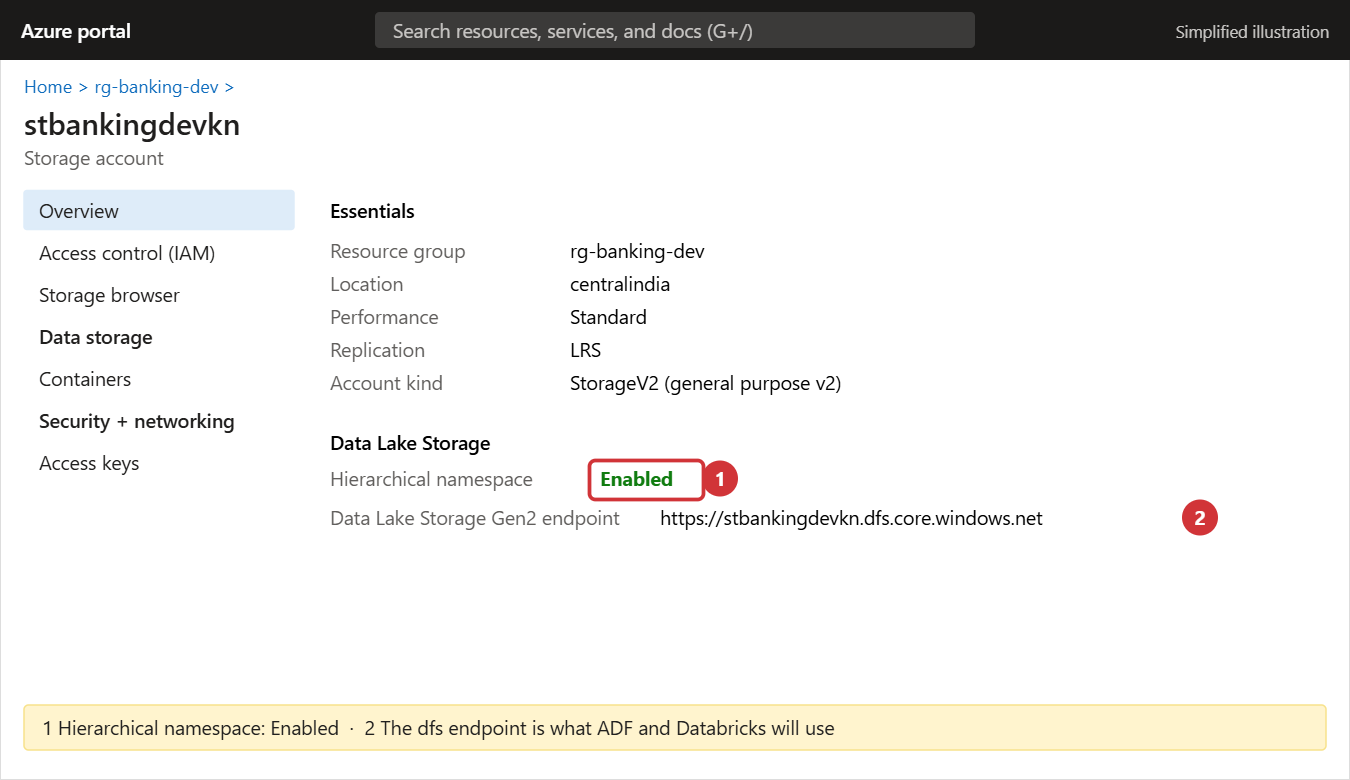 Azure portal
Search resources, services, and docs (G+/)
Simplified illustration
Home > rg-banking-dev >
stbankingdevkn
Storage account
Overview
Access control (IAM)
Storage browser
Data storage
Containers
Security + networking
Access keys
Essentials
Resource group rg-banking-dev
Location centralindia
Performance Standard
Replication LRS
Account kind StorageV2 (general purpose v2)
Data Lake Storage
Hierarchical namespace Enabled 1
Data Lake Storage Gen2 endpoint https://stbankingdevkn.dfs.core.windows.net 2
1 Hierarchical namespace: Enabled · 2 The dfs endpoint is what ADF and Databricks will use